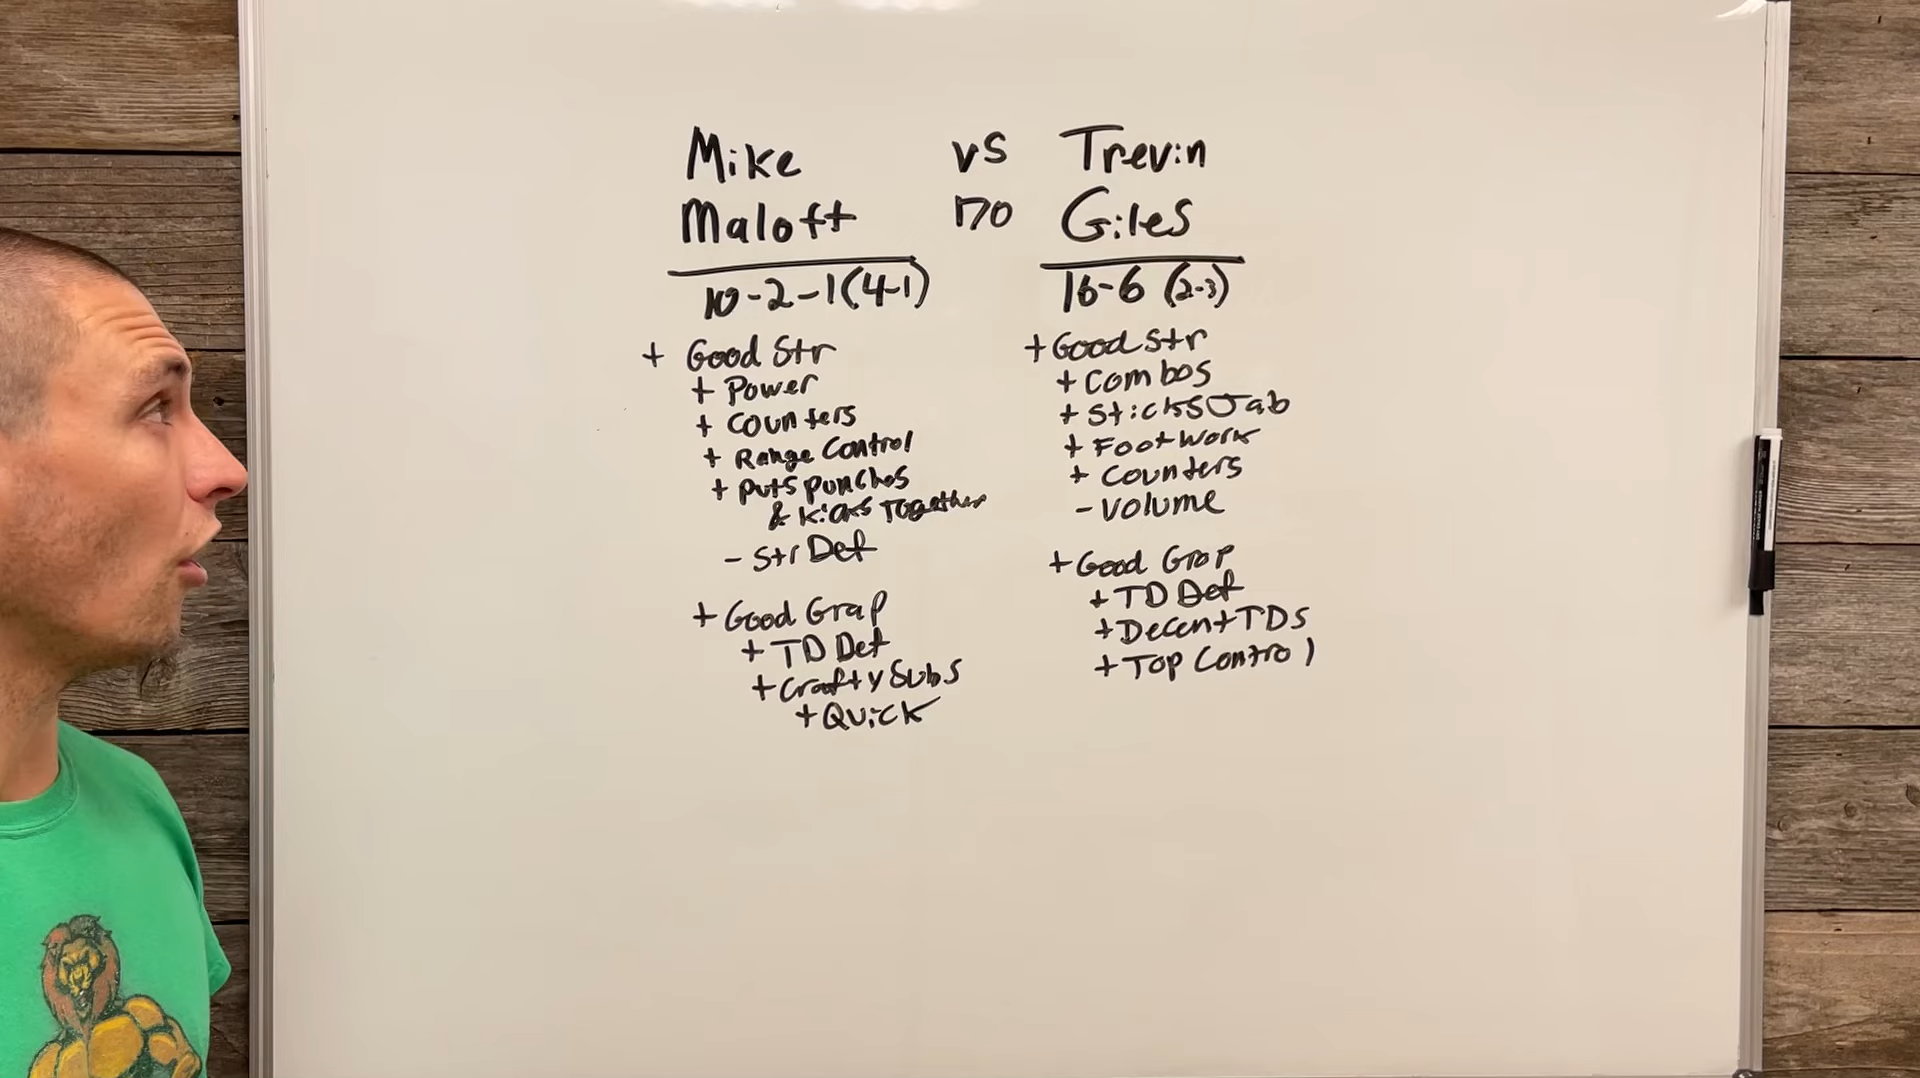 Mike vs Trevin
Maloft 170 Giles
10-2-1(4-1)
+ Good Str
+ Power
+ Counters
+ Range Control
+ puts punches
& kicks Together
- Str Def
+ Good Grap
+ TD Def
+ Crafty Subs
+ Quick
16-6 (2-3)
+ Good Str
+ Combos
+ Sticks Jab
+ FootWork
+ Counters
- Volume
+ Good Grap
+ TD Def
+ Decent TDs
+ Top Control